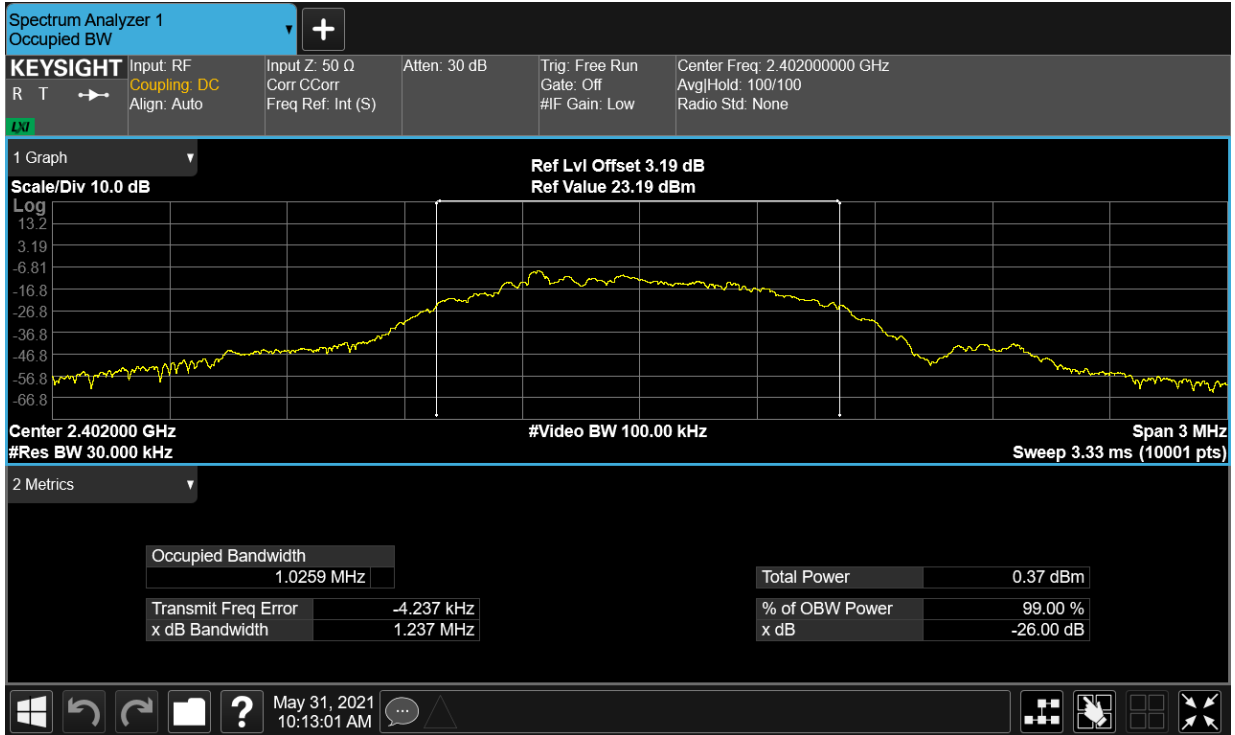 Spectrum Analyzer 1
Occupied BW
KEYSIGHT
R T
LXI
Input: RF
Coupling: DC
Align: Auto
Input Z: 50 Ω
Corr CCorr
Freq Ref: Int (S)
Atten: 30 dB
Trig: Free Run
Gate: Off
#IF Gain: Low
Center Freq: 2.402000000 GHz
Avg|Hold: 100/100
Radio Std: None
1 Graph
Scale/Div 10.0 dB
Ref Lvl Offset 3.19 dB
Ref Value 23.19 dBm
Log
13.2
3.19
-6.81
-16.8
-26.8
-36.8
-46.8
-56.8
-66.8
Center 2.402000 GHz
#Res BW 30.000 kHz
#Video BW 100.00 kHz
Span 3 MHz
Sweep 3.33 ms (10001 pts)
2 Metrics
Occupied Bandwidth
1.0259 MHz
Transmit Freq Error -4.237 kHz
x dB Bandwidth 1.237 MHz
Total Power 0.37 dBm
% of OBW Power 99.00 %
x dB -26.00 dB
?
May 31, 2021
10:13:01 AM